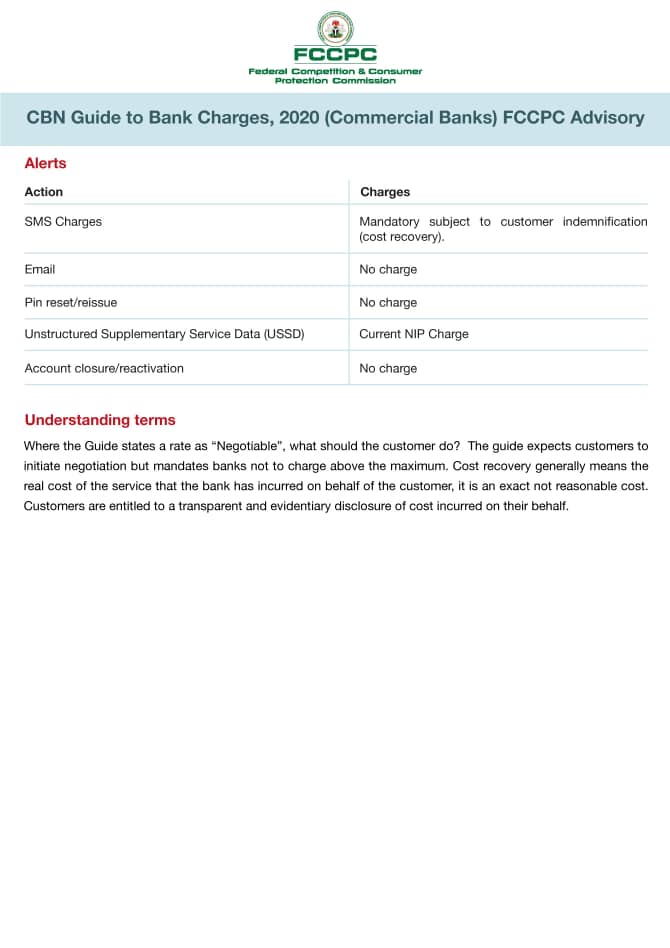 FCCPC
Federal Competition & Consumer
Protection Commission
CBN Guide to Bank Charges, 2020 (Commercial Banks) FCCPC Advisory
Alerts
Action Charges
SMS Charges Mandatory subject to customer indemnification
(cost recovery).
Email No charge
Pin reset/reissue No charge
Unstructured Supplementary Service Data (USSD) Current NIP Charge
Account closure/reactivation No charge
Understanding terms
Where the Guide states a rate as “Negotiable”, what should the customer do? The guide expects customers to
initiate negotiation but mandates banks not to charge above the maximum. Cost recovery generally means the
real cost of the service that the bank has incurred on behalf of the customer, it is an exact not reasonable cost.
Customers are entitled to a transparent and evidentiary disclosure of cost incurred on their behalf.